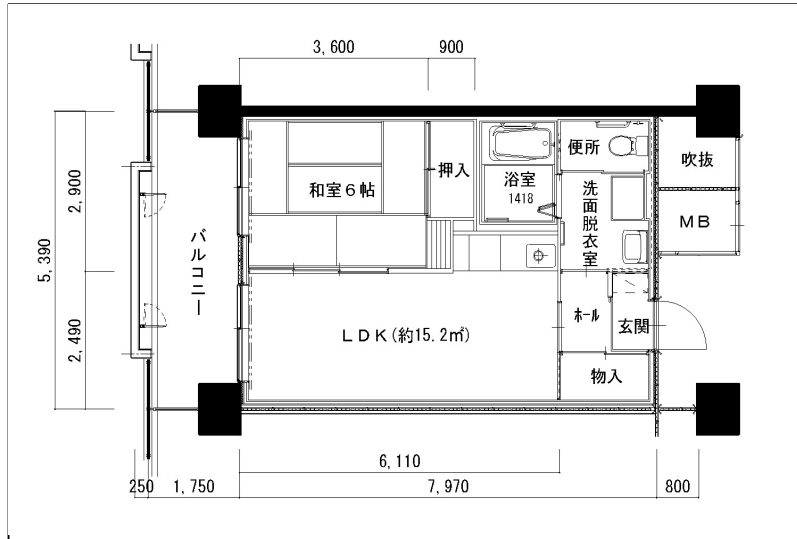 3,600
900
和室6帖
押入
浴室
1418
便所
吹抜
MB
洗面脱衣室
バルコニー
2,900
5,390
2,490
LDK(約15.2㎡)
ホール
玄関
物入
6,110
250
1,750
7,970
800